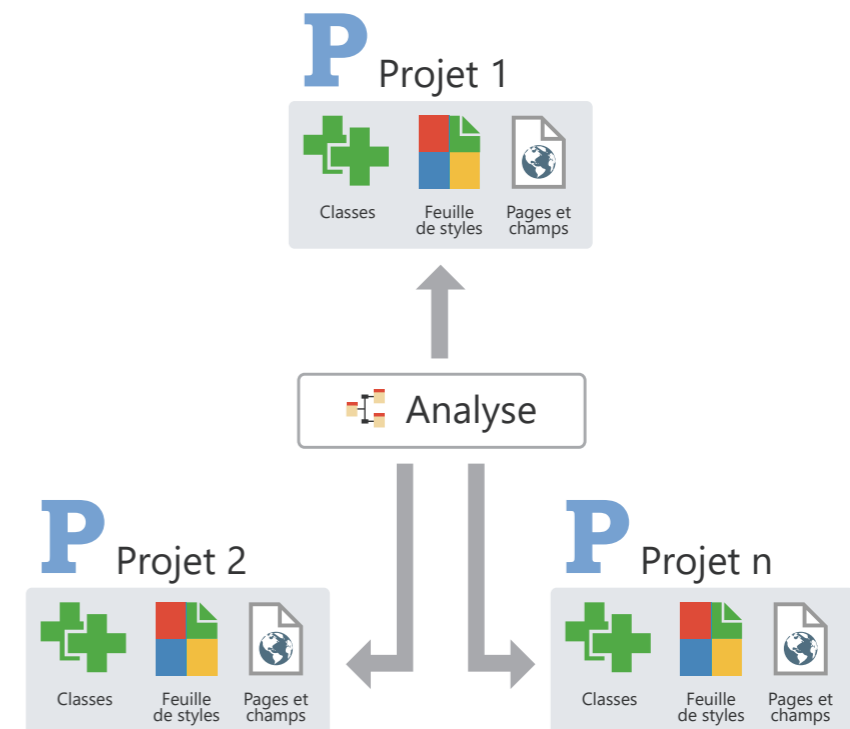 P Projet 1
Classes
Feuille
de styles
Pages et
champs
Analyse
P Projet 2
Classes
Feuille
de styles
Pages et
champs
P Projet n
Classes
Feuille
de styles
Pages et
champs